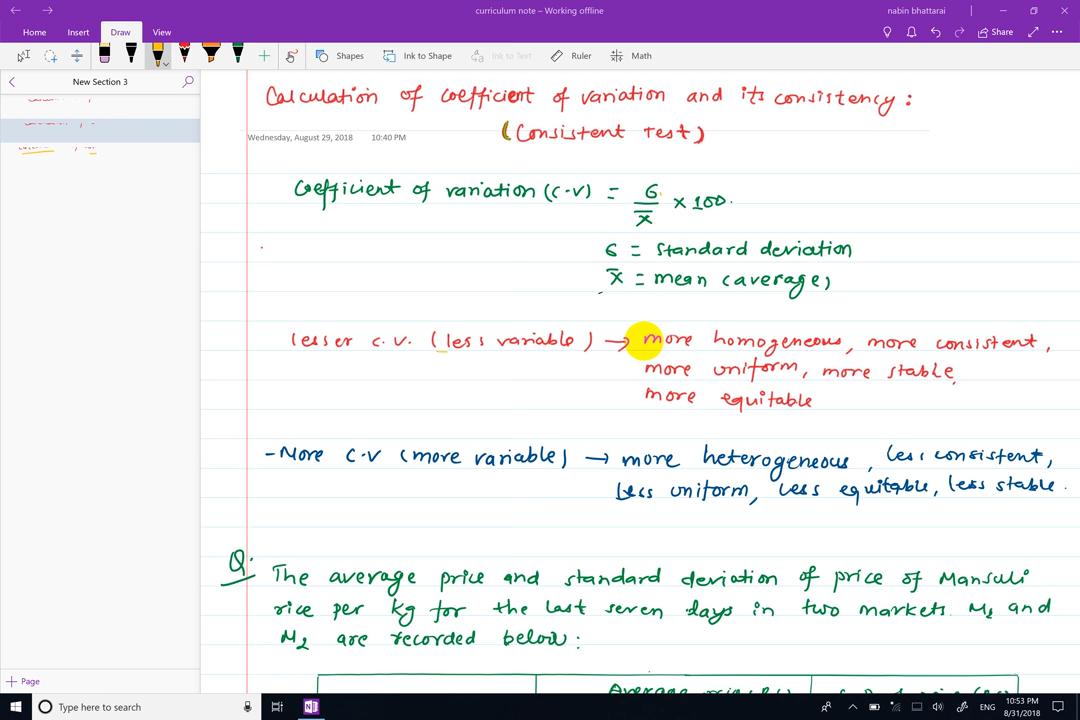 curriculum note – Working offline
nabin bhattarai
Home Insert Draw View
Share
Shapes Ink to Shape Ink to Text Ruler Math
New Section 3
Calculation of coefficient of variation and its consistency:
(Consistent Test)
Wednesday, August 29, 2018 10:40 PM
Coefficient of variation (C.V) = σ/x̄ × 100.
σ = standard deviation
x̄ = mean (average)
lesser c.v. (less variable) → more homogeneous, more consistent,
more uniform, more stable,
more equitable
- More C.V (more variable) → more heterogeneous, less consistent,
less uniform, less equitable, less stable.
Q. The average price and standard deviation of price of Mansuli
rice per kg for the last seven days in two markets M1 and
M2 are recorded below:
Average
+ Page
Type here to search
ENG
10:53 PM
8/31/2018